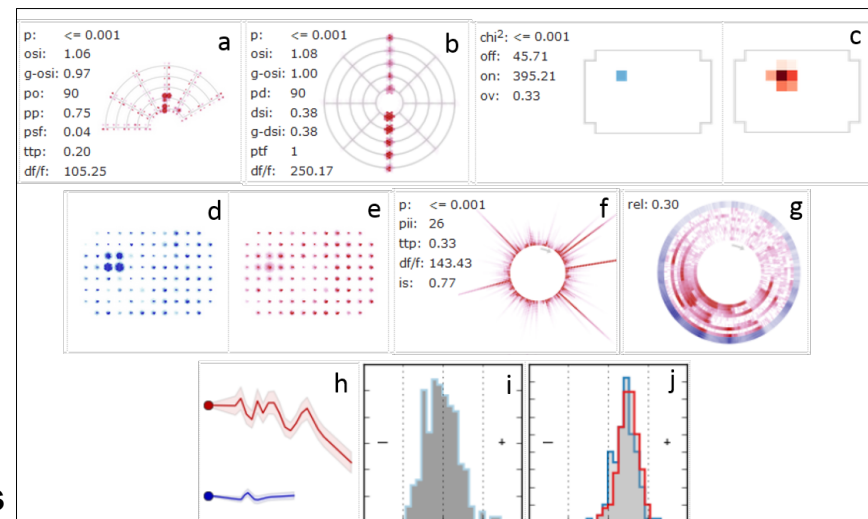 p: <= 0.001
osi: 1.06
g-osi: 0.97
po: 90
pp: 0.75
psf: 0.04
ttp: 0.20
df/f: 105.25
a
p: <= 0.001
osi: 1.08
g-osi: 1.00
pd: 90
dsi: 0.38
g-dsi: 0.38
ptf 1
df/f: 250.17
b
chi2: <= 0.001
off: 45.71
on: 395.21
ov: 0.33
c
d
e
p: <= 0.001
pii: 26
ttp: 0.33
df/f: 143.43
is: 0.77
f
rel: 0.30
g
h
i
− +
j
− +
s